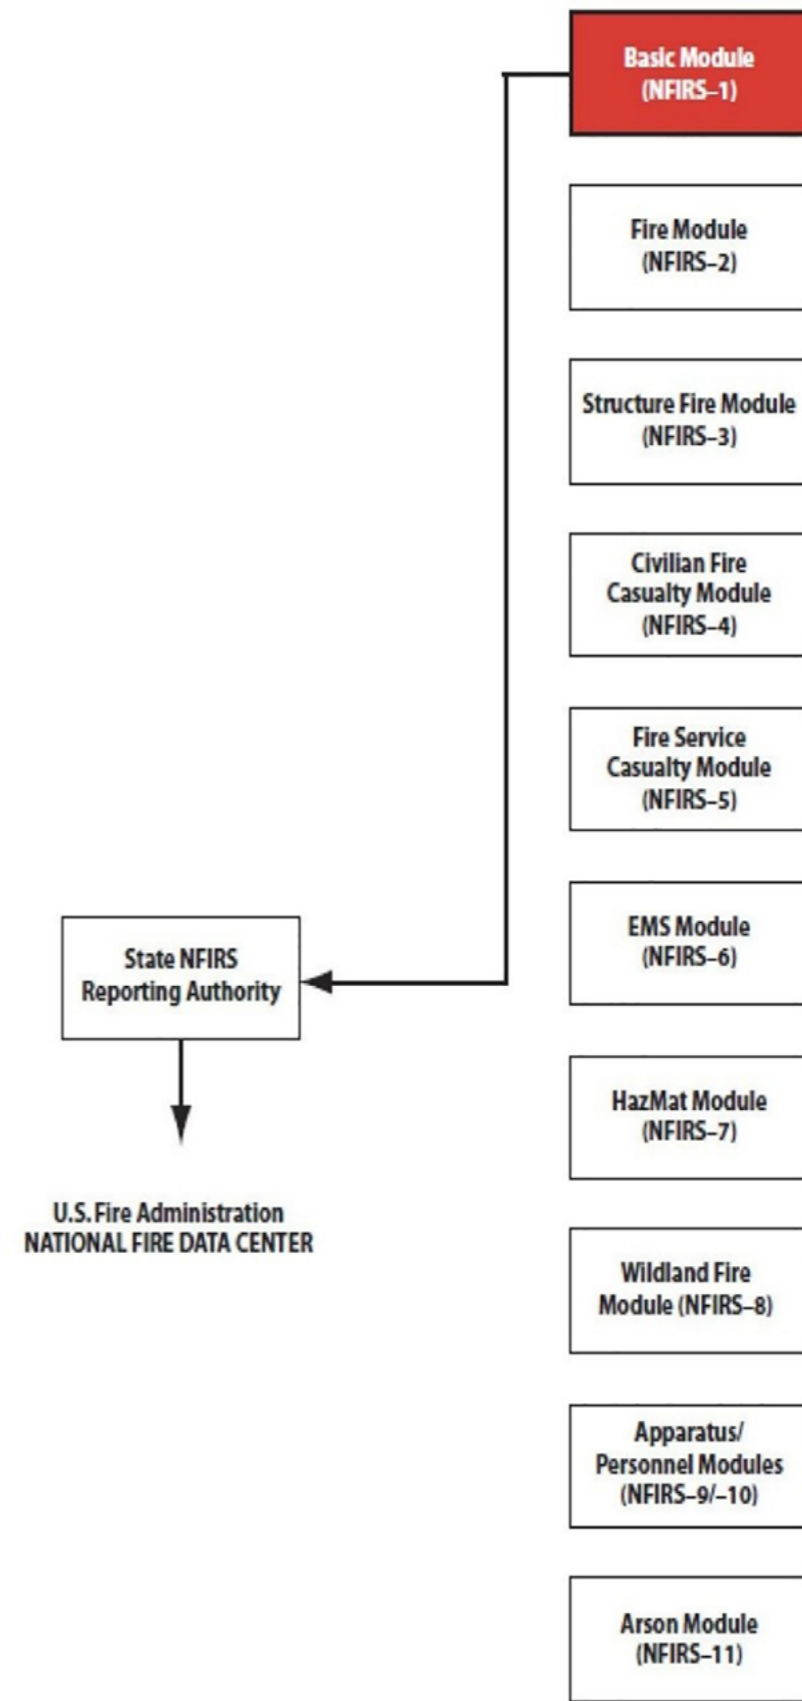 Basic Module
(NFIRS–1)
Fire Module
(NFIRS–2)
Structure Fire Module
(NFIRS–3)
Civilian Fire
Casualty Module
(NFIRS–4)
Fire Service
Casualty Module
(NFIRS–5)
EMS Module
(NFIRS–6)
State NFIRS
Reporting Authority
HazMat Module
(NFIRS–7)
U.S. Fire Administration
NATIONAL FIRE DATA CENTER
Wildland Fire
Module (NFIRS–8)
Apparatus/
Personnel Modules
(NFIRS–9/–10)
Arson Module
(NFIRS–11)